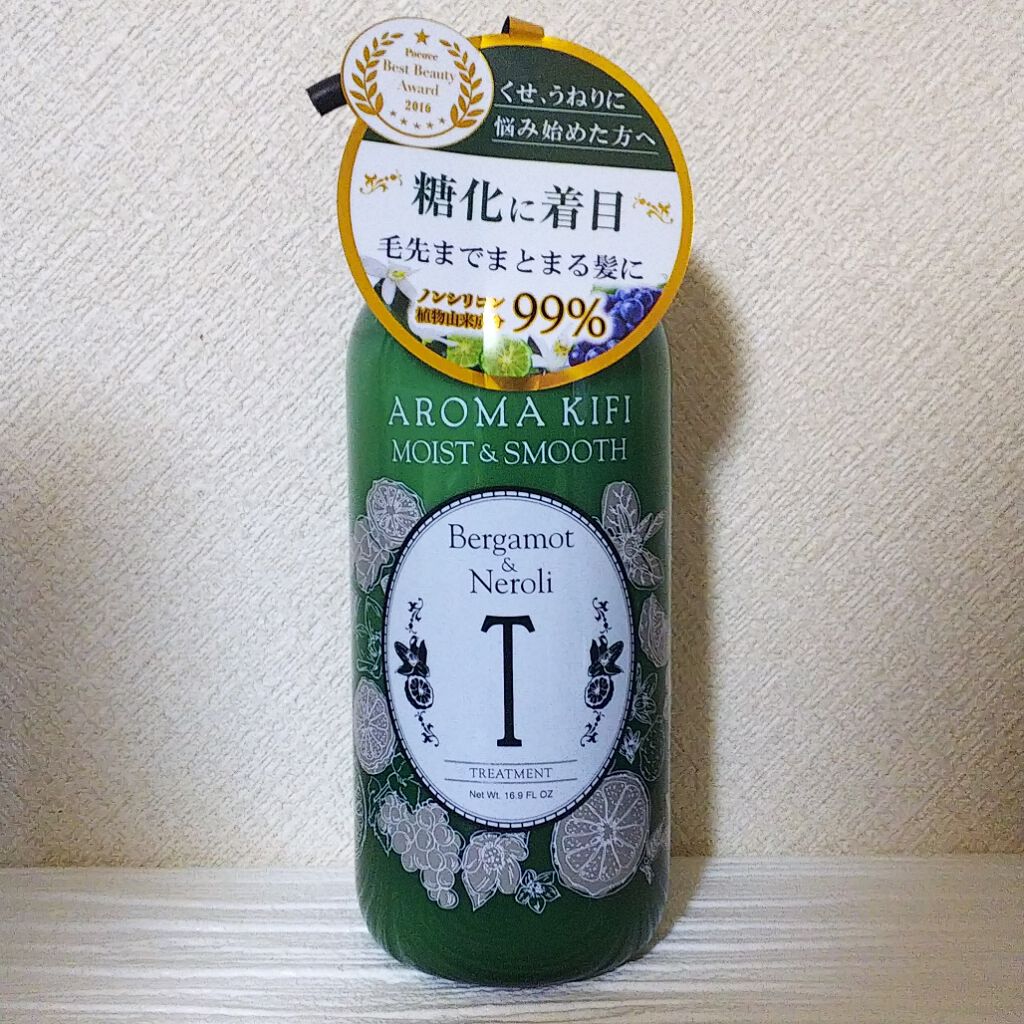 Pococe
Best Beauty
Award
2016
くせ、うねりに
悩み始めた方へ
糖化に着目
毛先までまとまる髪に
ノンシリコン
植物由来成分 99%
AROMA KIFI
MOIST & SMOOTH
Bergamot
&
Neroli
T
TREATMENT
Net Wt. 16.9 FL OZ